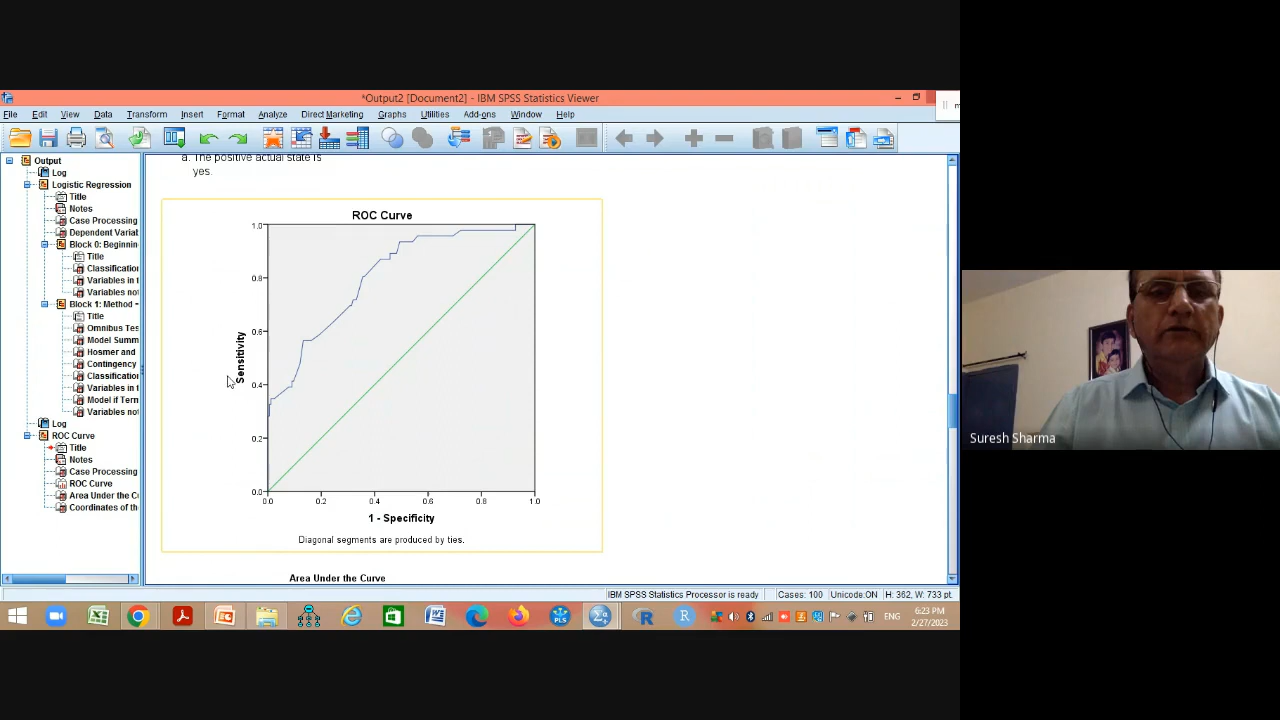 *Output2 [Document2] - IBM SPSS Statistics Viewer
File Edit View Data Transform Insert Format Analyze Direct Marketing Graphs Utilities Add-ons Window Help
Output
Log
Logistic Regression
Title
Notes
Case Processing
Dependent Variab
Block 0: Beginnin
Title
Classification
Variables in t
Variables not
Block 1: Method =
Title
Omnibus Tes
Model Summ
Hosmer and
Contingency
Classification
Variables in t
Model if Term
Variables not
Log
ROC Curve
Title
Notes
Case Processing
ROC Curve
Area Under the Cu
Coordinates of the
a. The positive actual state is
yes.
ROC Curve
1.0
0.8
0.6
0.4
0.2
0.0
Sensitivity
0.0 0.2 0.4 0.6 0.8 1.0
1 - Specificity
Diagonal segments are produced by ties.
Area Under the Curve
IBM SPSS Statistics Processor is ready Cases: 100 Unicode:ON H: 362, W: 733 pt.
PLS
ENG
6:23 PM
2/27/2023
Suresh Sharma